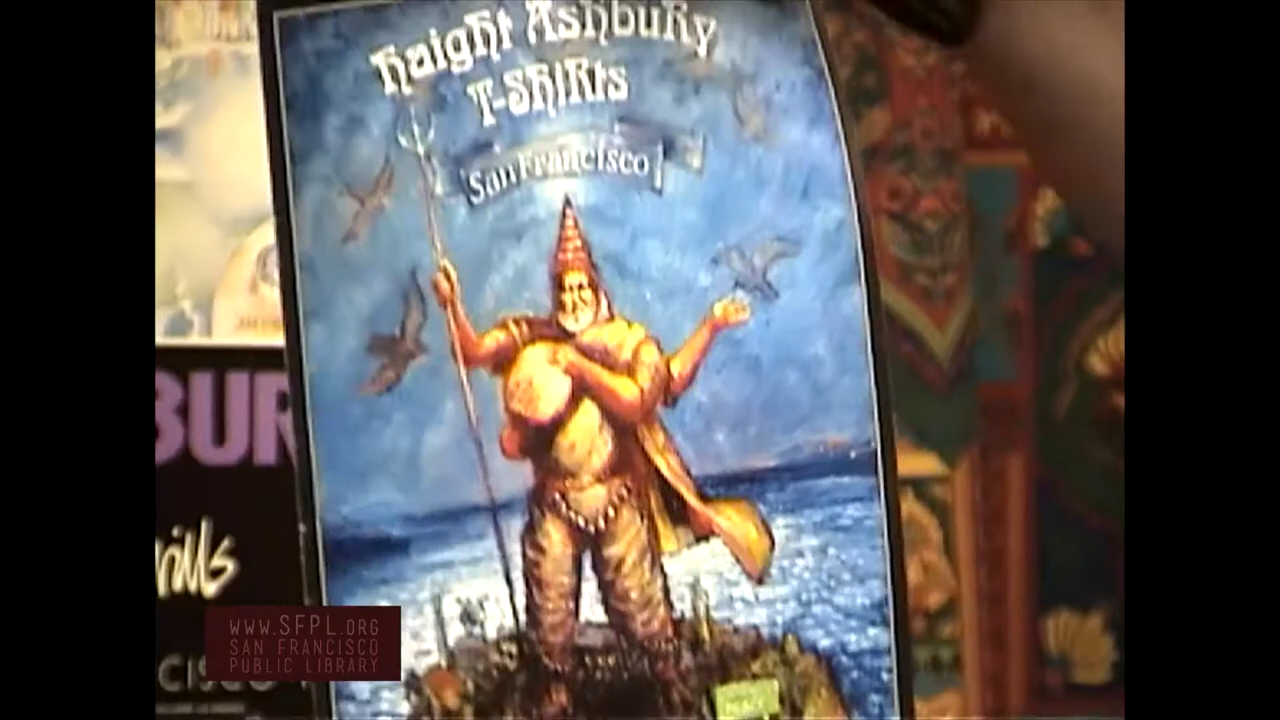 Haight Ashbury
T-Shirts
San Francisco
BUR
WWW.SFPL.ORG
SAN FRANCISCO
PUBLIC LIBRARY